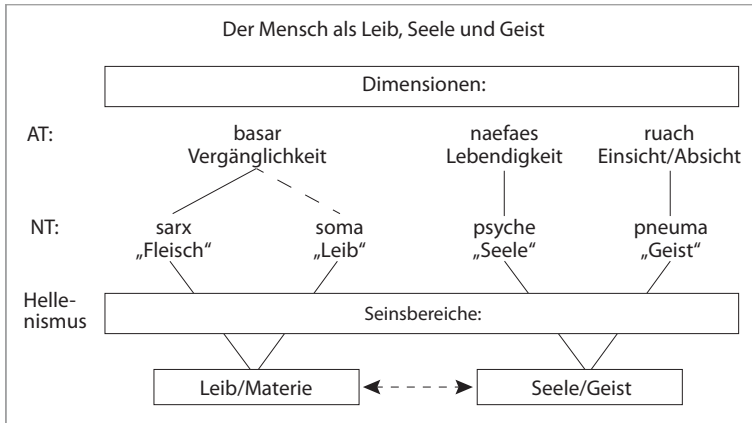 Der Mensch als Leib, Seele und Geist
Dimensionen:
AT: basar naefaes ruach
Vergänglichkeit Lebendigkeit Einsicht/Absicht
NT: sarx soma psyche pneuma
„Fleisch“ „Leib“ „Seele“ „Geist“
Helle-
nismus
Seinsbereiche:
Leib/Materie Seele/Geist